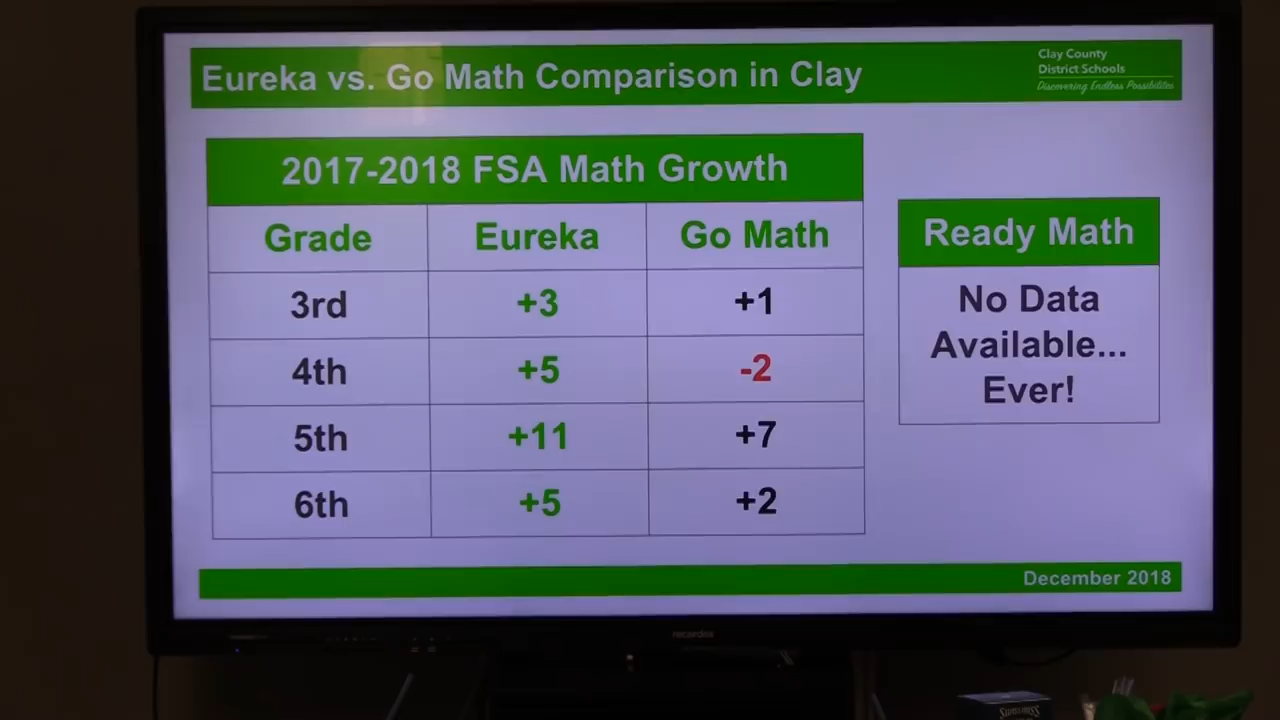 Eureka vs. Go Math Comparison in Clay
Clay County
District Schools
Discovering Endless Possibilities
2017-2018 FSA Math Growth
Grade Eureka Go Math
3rd +3 +1
4th +5 -2
5th +11 +7
6th +5 +2
Ready Math
No Data
Available...
Ever!
December 2018
recordex